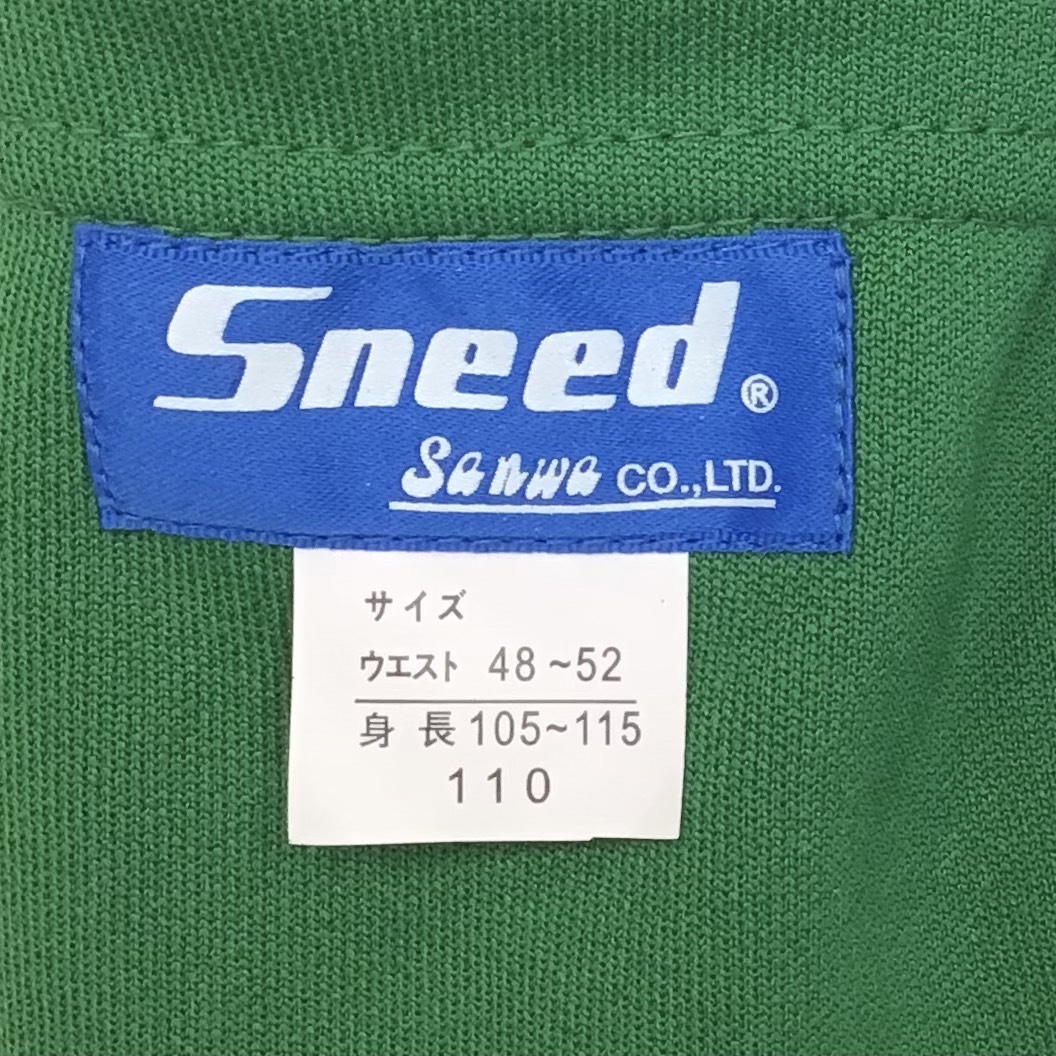 Sneed®
Sanwa CO.,LTD.
サイズ
ウエスト 48~52
身 長 105~115
110